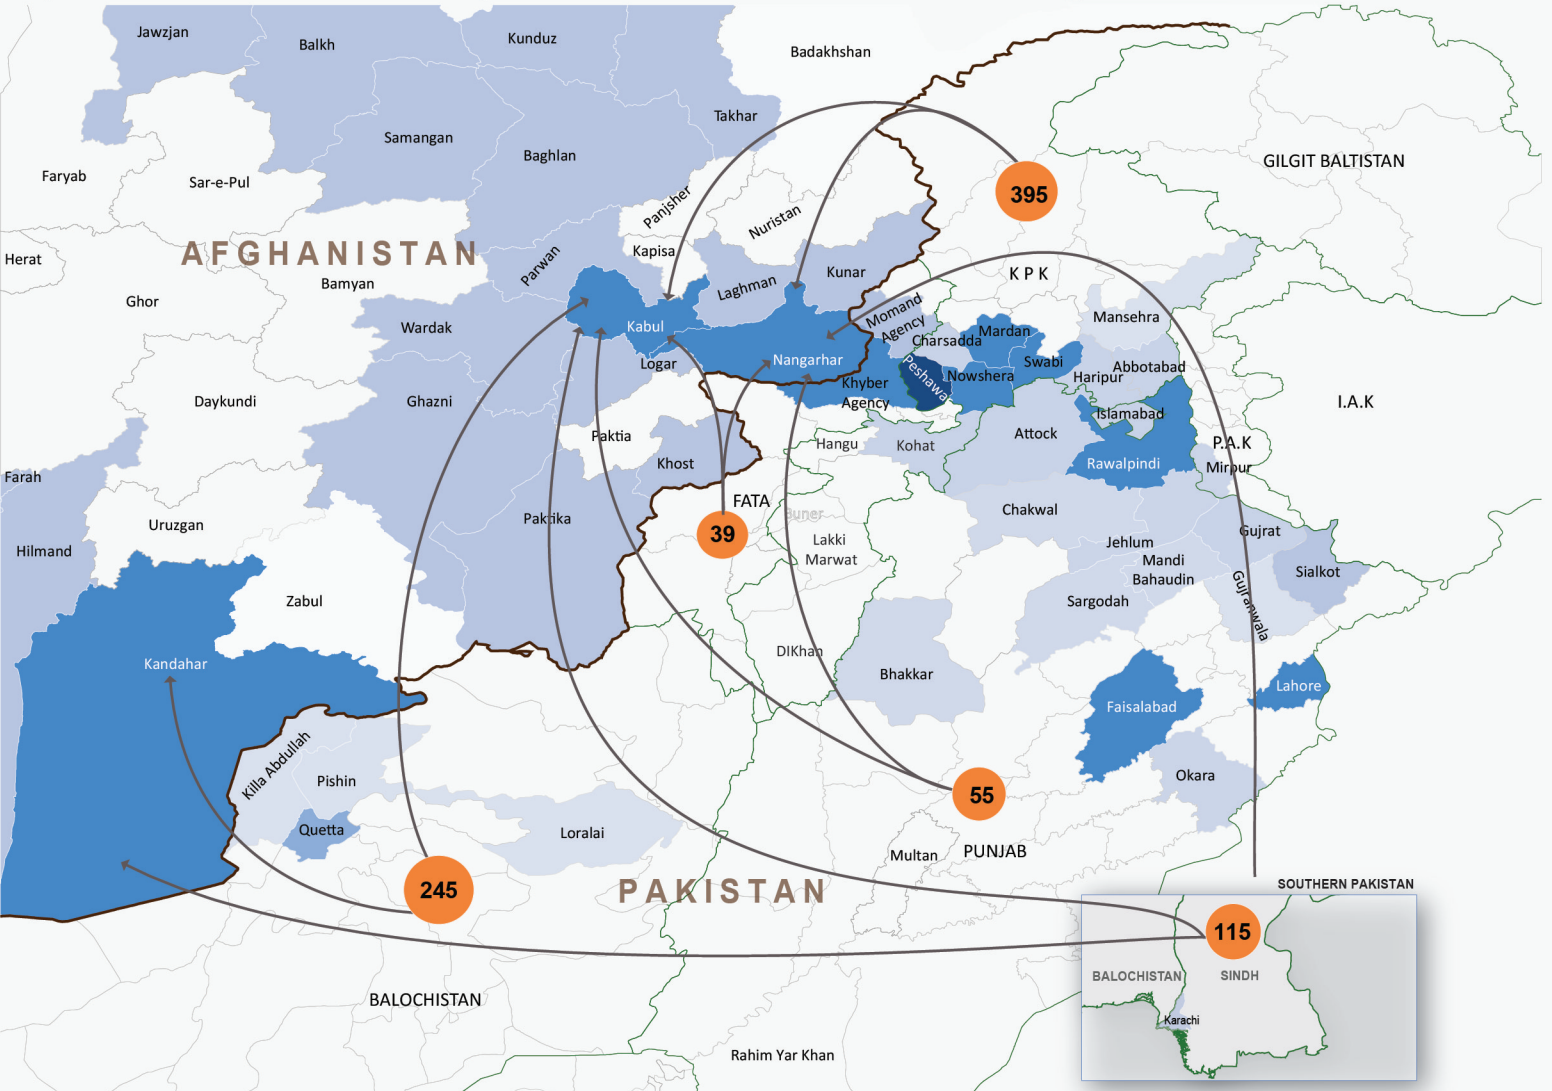 Jawzjan
Balkh
Kunduz
Badakhshan
Takhar
Samangan
Baghlan
Faryab
Sar-e-Pul
GILGIT BALTISTAN
395
Panjsher
Nuristan
AFGHANISTAN
Kapisa
Herat
Parwan
Bamyan
Laghman
Kunar
K P K
Ghor
Wardak
Kabul
Momand
Agency
Charsadda
Mardan
Mansehra
Logar
Nangarhar
Peshawa
Khyber
Agency
Nowshera
Swabi
Haripur
Abbotabad
Daykundi
Ghazni
Islamabad
I.A.K
Paktia
Hangu
Kohat
Attock
P.A.K
Khost
Rawalpindi
Mirpur
Farah
FATA
Buner
Chakwal
Paktika
Uruzgan
39
Lakki
Marwat
Gujrat
Hilmand
Jehlum
Mandi
Bahaudin
Sialkot
Zabul
Sargodah
Gujranwala
Kandahar
DIKhan
Bhakkar
Lahore
Faisalabad
Killa Abdullah
Pishin
Okara
55
Quetta
Loralai
Multan
PUNJAB
245
PAKISTAN
SOUTHERN PAKISTAN
115
BALOCHISTAN
SINDH
BALOCHISTAN
Karachi
Rahim Yar Khan